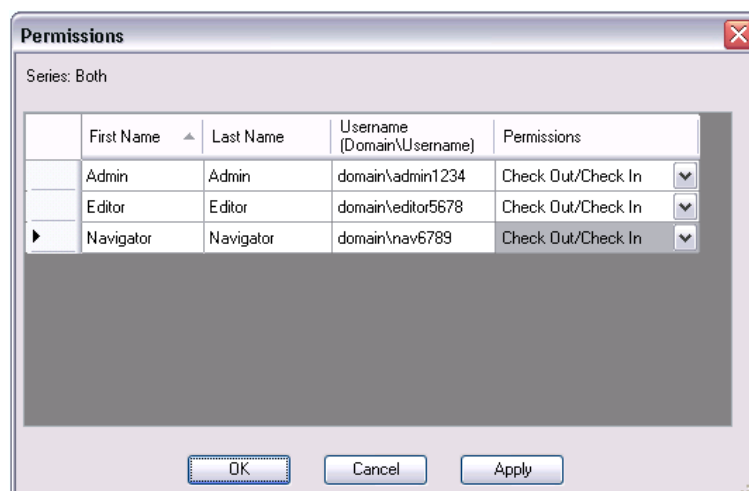 Permissions
Series: Both
First Name Last Name Username (Domain\Username) Permissions
Admin Admin domain\admin1234 Check Out/Check In
Editor Editor domain\editor5678 Check Out/Check In
Navigator Navigator domain\nav6789 Check Out/Check In
OK Cancel Apply